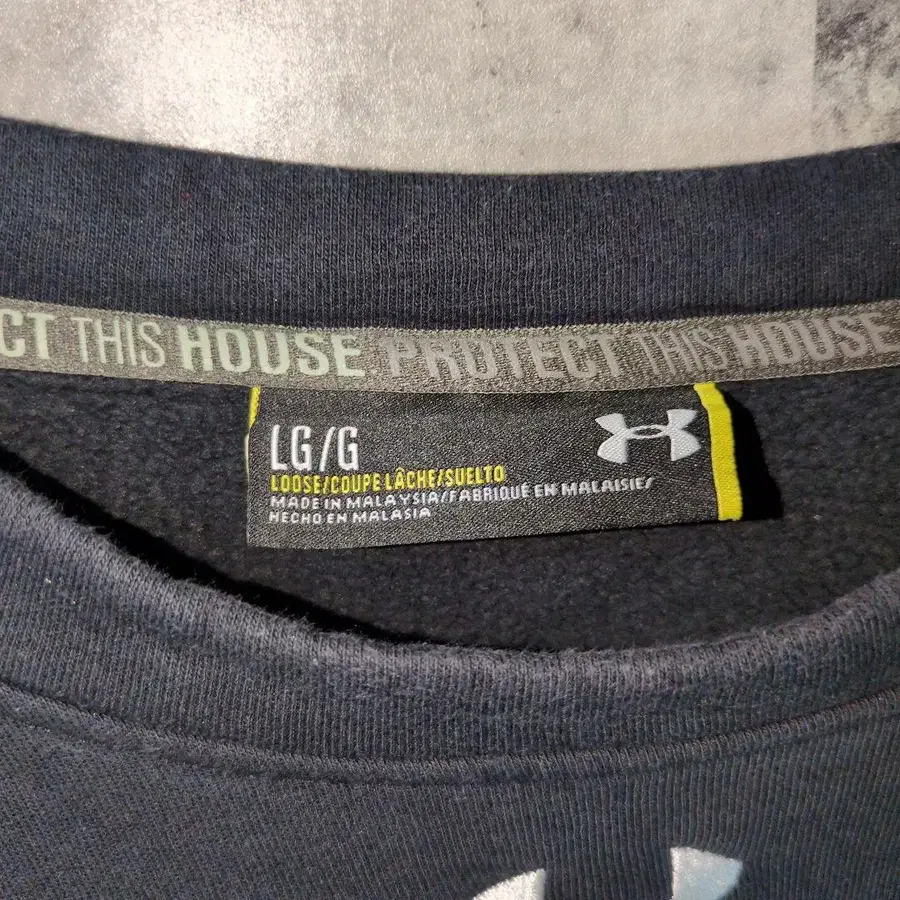 CT THIS HOUSE PROTECT THIS HOUSE
LG/G
LOOSE/COUPE LÂCHE/SUELTO
MADE IN MALAYSIA/FABRIQUÉ EN MALAISIE/
HECHO EN MALASIA